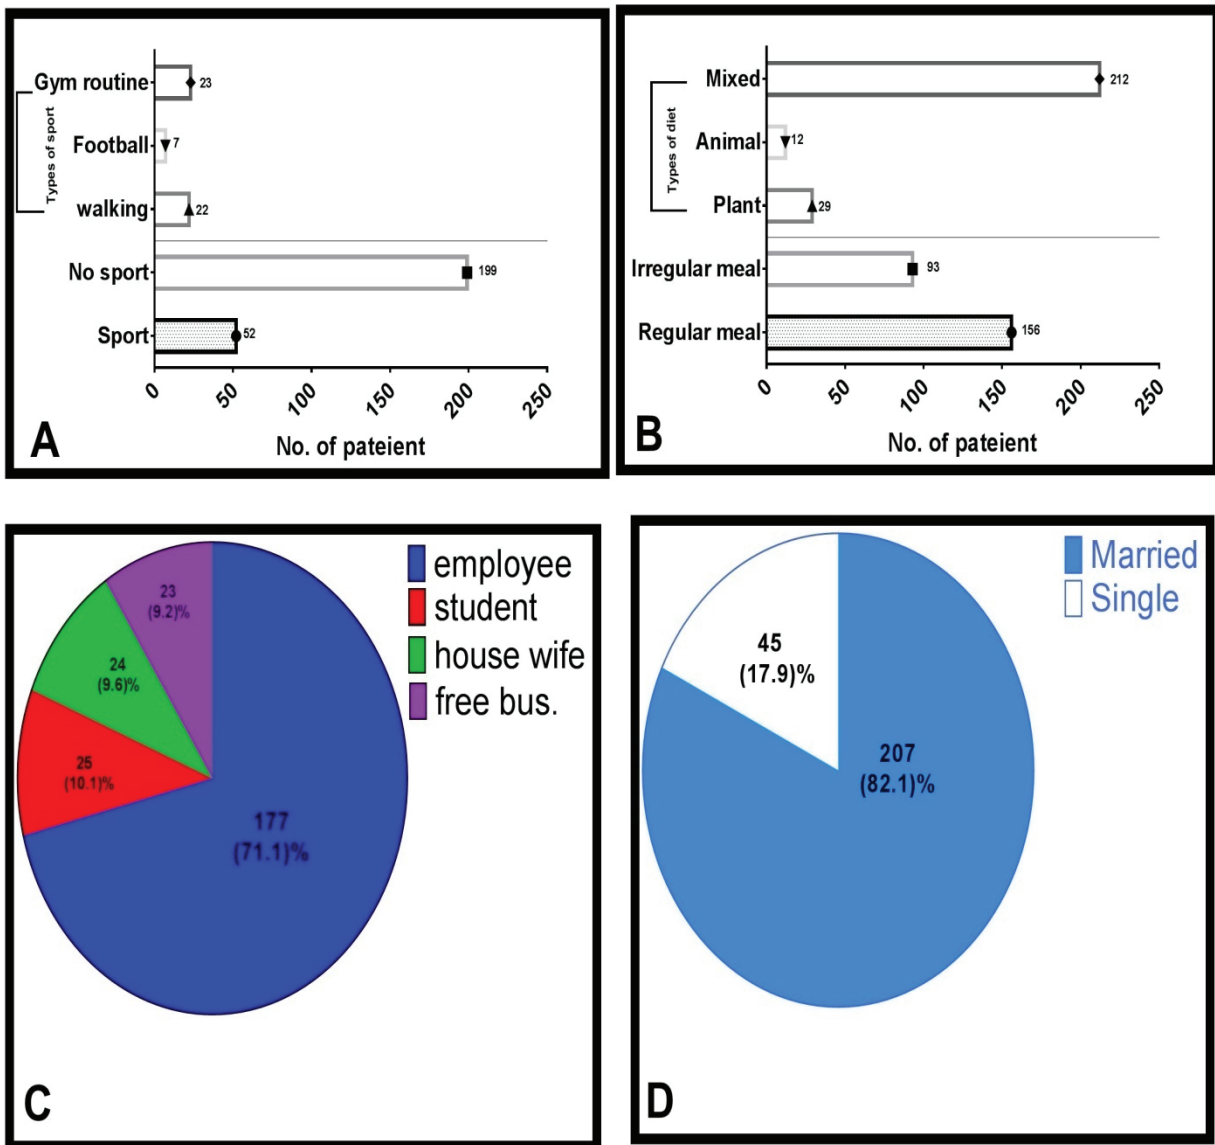 Gym routine
23
Football
7
walking
22
No sport
199
Sport
52
Types of sport
0
50
100
150
200
250
No. of pateient
A
Mixed
212
Animal
12
Plant
29
Irregular meal
93
Regular meal
156
Types of diet
0
50
100
150
200
250
No. of pateient
B
employee
student
house wife
free bus.
23
(9.2)%
24
(9.6)%
25
(10.1)%
177
(71.1)%
C
Married
Single
45
(17.9)%
207
(82.1)%
D